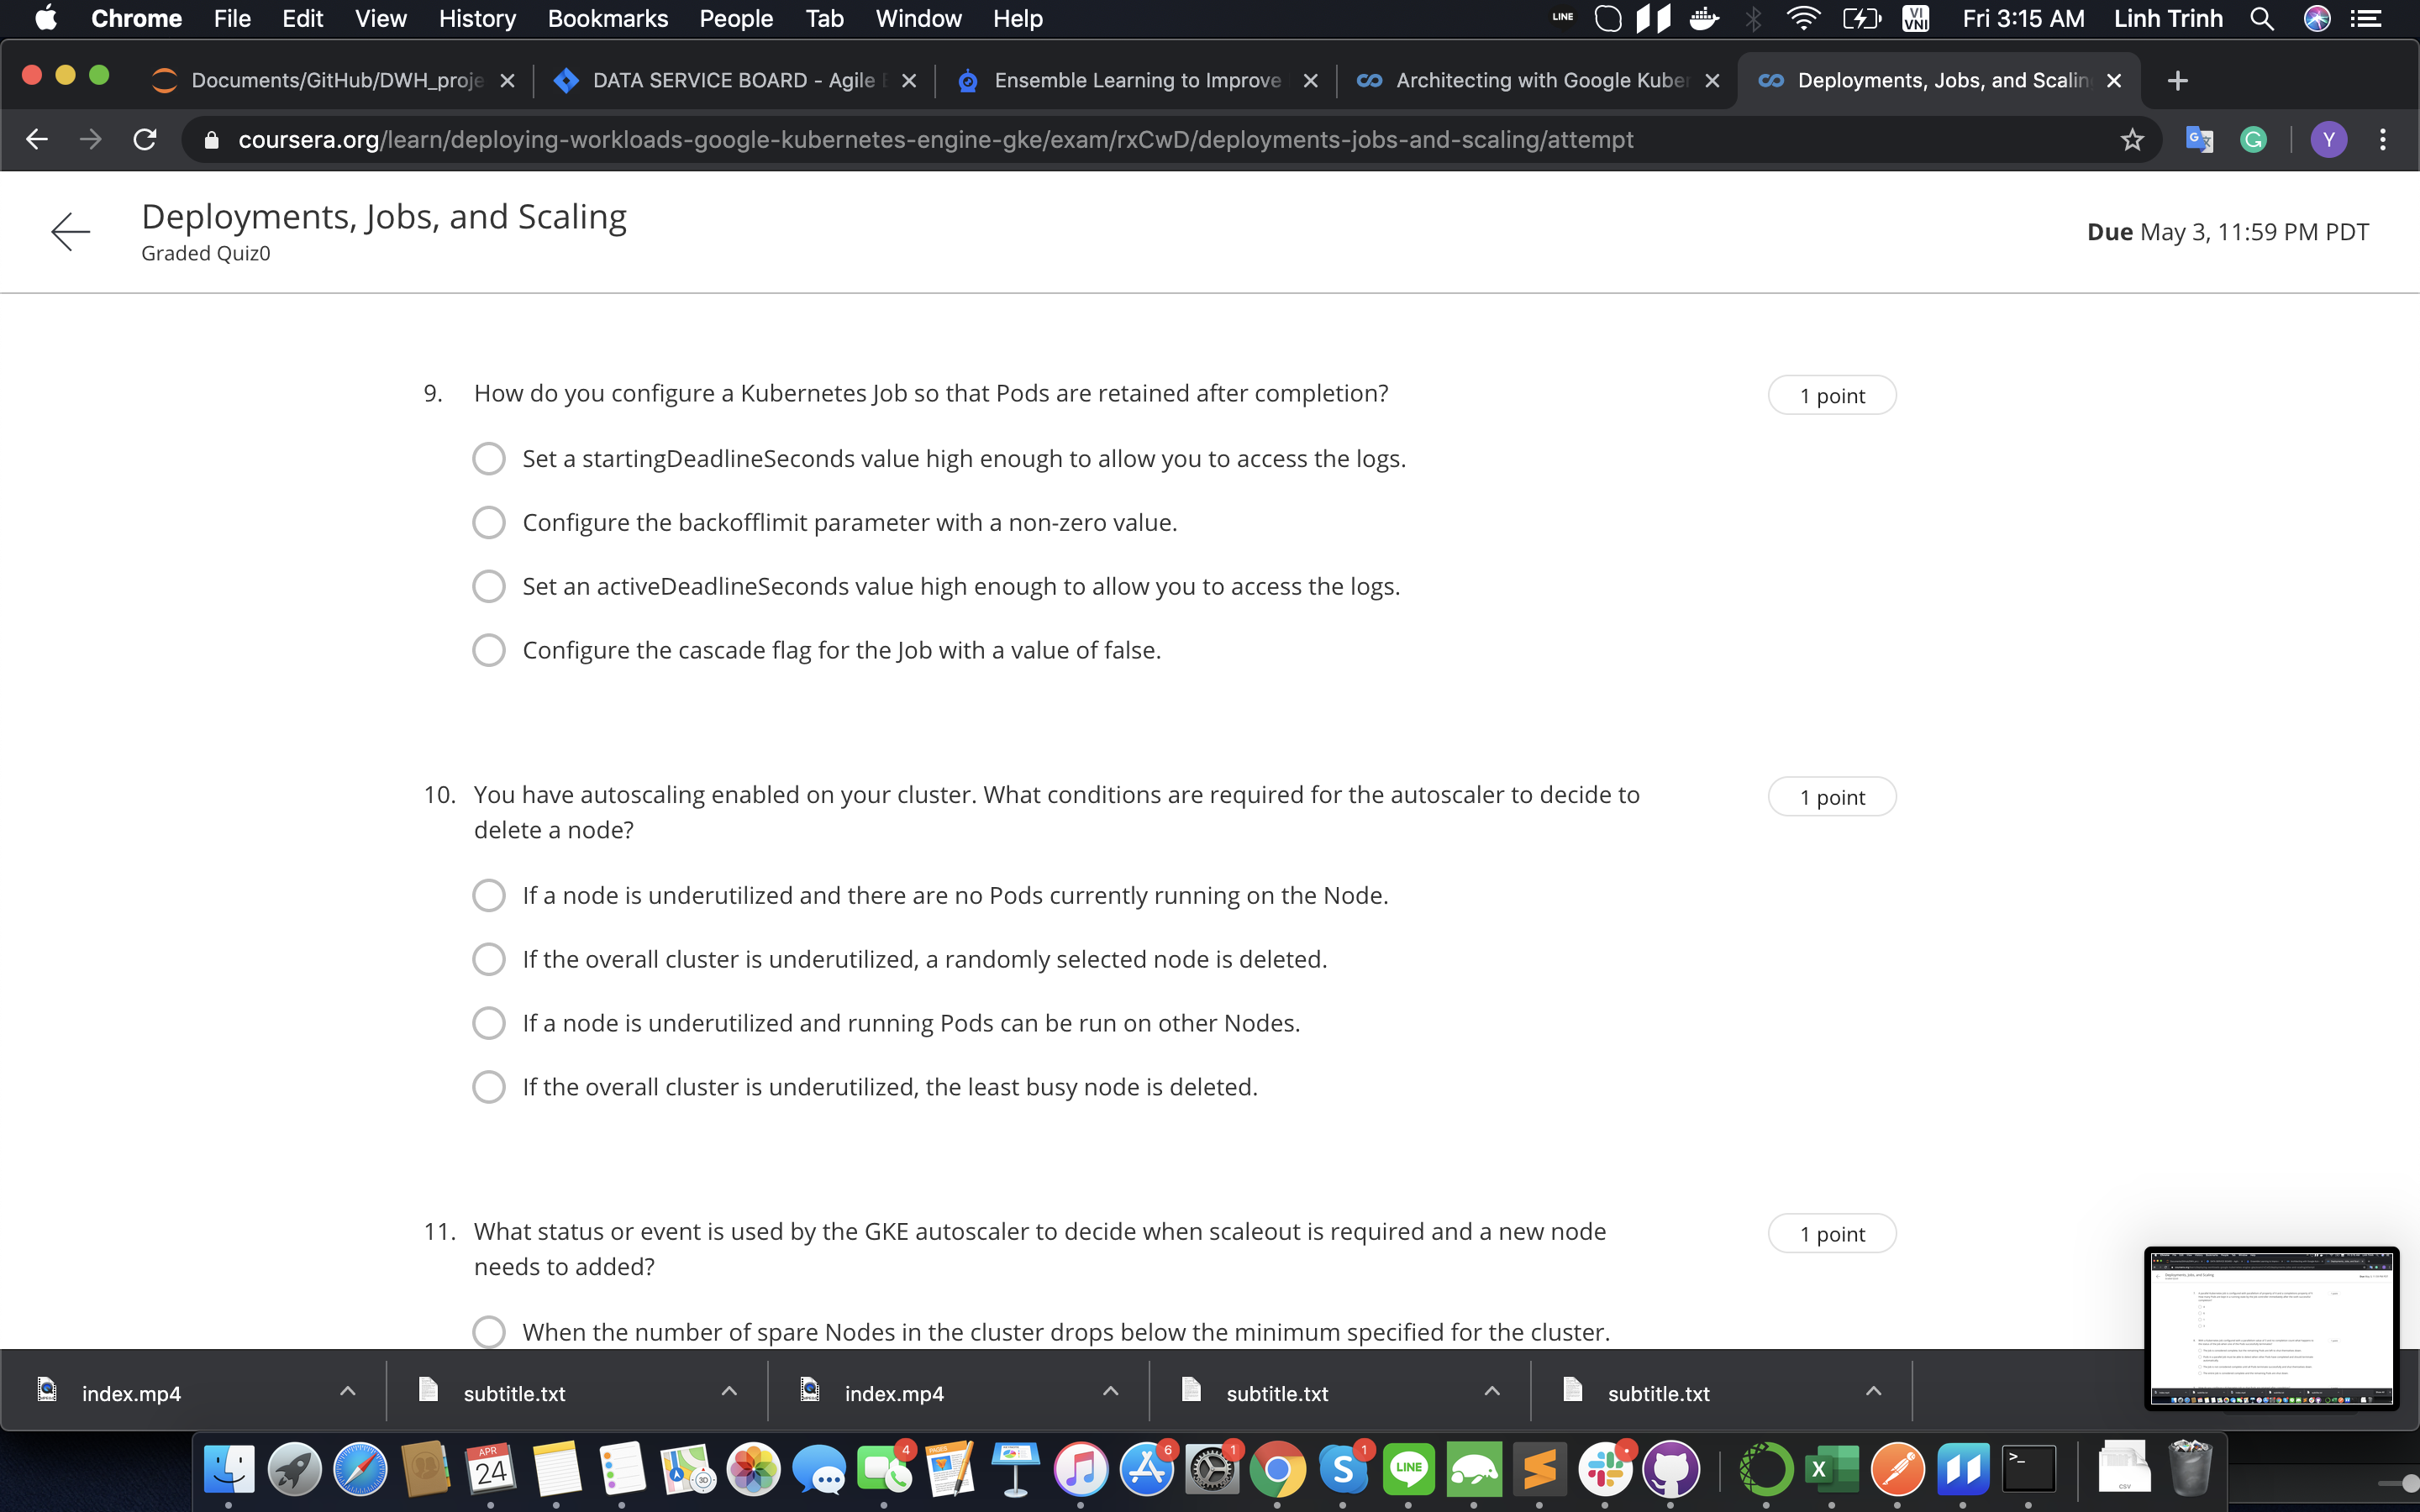 Chrome File Edit View History Bookmarks People Tab Window Help LINE VI VNI Fri 3:15 AM Linh Trinh
Documents/GitHub/DWH_proje DATA SERVICE BOARD - Agile Ensemble Learning to Improve Architecting with Google Kuber Deployments, Jobs, and Scalin
coursera.org/learn/deploying-workloads-google-kubernetes-engine-gke/exam/rxCwD/deployments-jobs-and-scaling/attempt Y
Deployments, Jobs, and Scaling
Graded Quiz0
Due May 3, 11:59 PM PDT
9. How do you configure a Kubernetes Job so that Pods are retained after completion? 1 point
Set a startingDeadlineSeconds value high enough to allow you to access the logs.
Configure the backofflimit parameter with a non-zero value.
Set an activeDeadlineSeconds value high enough to allow you to access the logs.
Configure the cascade flag for the Job with a value of false.
10. You have autoscaling enabled on your cluster. What conditions are required for the autoscaler to decide to 1 point
delete a node?
If a node is underutilized and there are no Pods currently running on the Node.
If the overall cluster is underutilized, a randomly selected node is deleted.
If a node is underutilized and running Pods can be run on other Nodes.
If the overall cluster is underutilized, the least busy node is deleted.
11. What status or event is used by the GKE autoscaler to decide when scaleout is required and a new node 1 point
needs to added?
When the number of spare Nodes in the cluster drops below the minimum specified for the cluster.
index.mp4 subtitle.txt index.mp4 subtitle.txt subtitle.txt
APR 24 3D 4 PAGES 6 1 S 1 LINE X >_ CSV